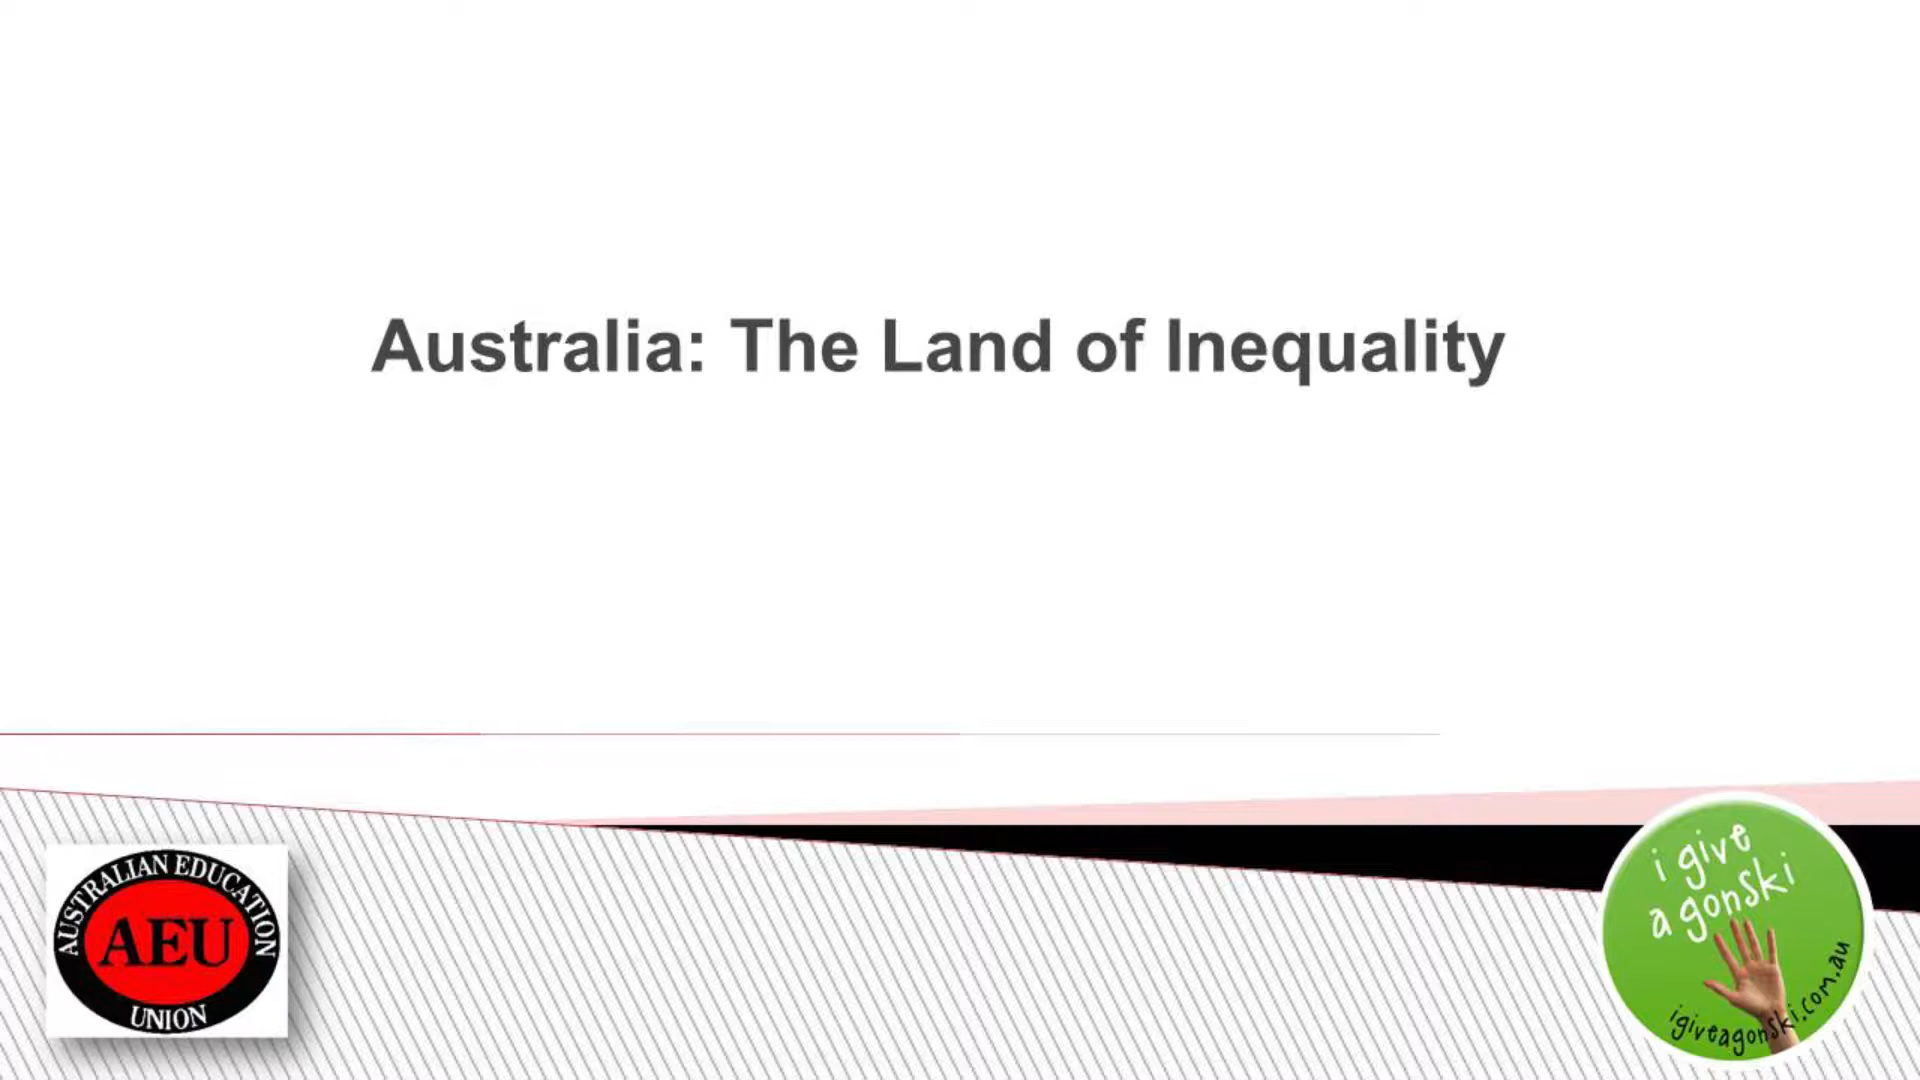 Australia: The Land of Inequality
AUSTRALIAN EDUCATION
AEU
UNION
i give
a gonski
igiveagonski.com.au